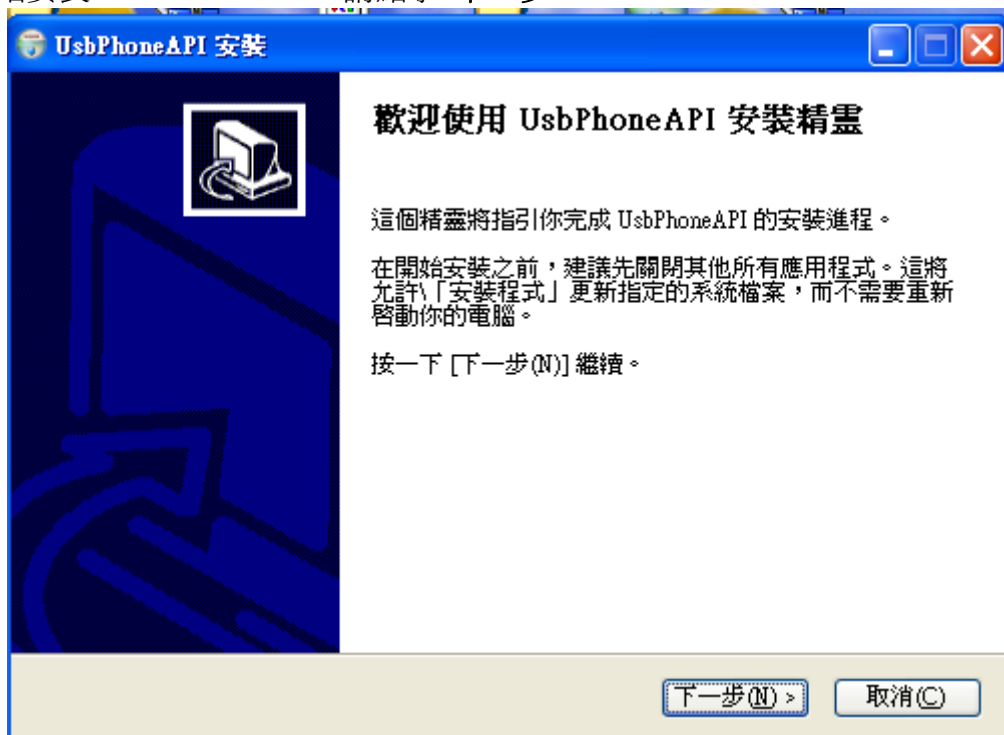 UsbPhoneAPI 安裝
歡迎使用 UsbPhoneAPI 安裝精靈
這個精靈將指引你完成 UsbPhoneAPI 的安裝進程。
在開始安裝之前，建議先關閉其他所有應用程式。這將
允許\「安裝程式」更新指定的系統檔案，而不需要重新
啓動你的電腦。
按一下 [下一步(N)] 繼續。
下一步(N) > 取消(C)